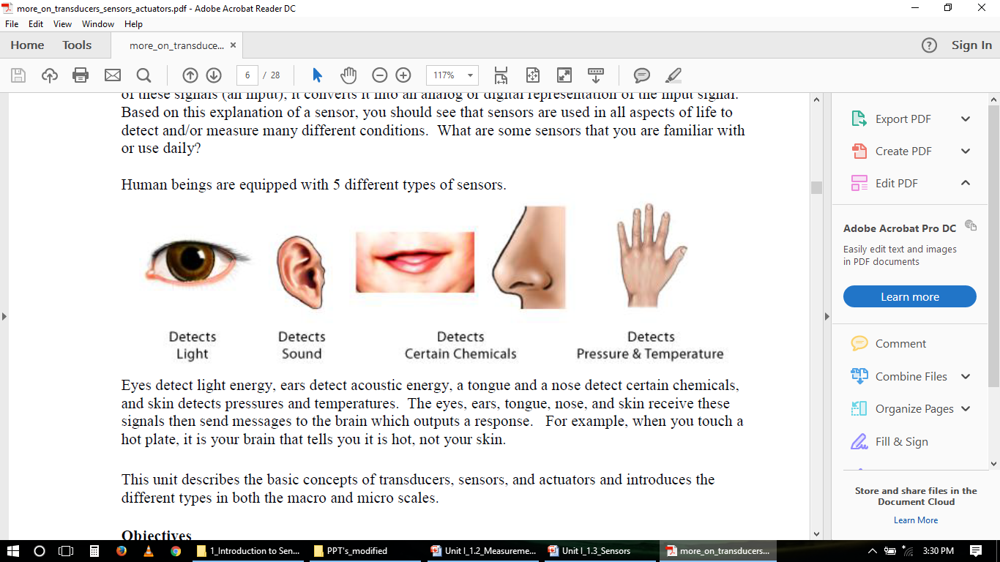 more_on_transducers_sensors_actuators.pdf - Adobe Acrobat Reader DC
File Edit View Window Help
Home Tools more_on_transduce... × Sign In
6 / 28 117%
of these signals (an input), it converts it into an analog or digital representation of the input signal.
Based on this explanation of a sensor, you should see that sensors are used in all aspects of life to
detect and/or measure many different conditions. What are some sensors that you are familiar with
or use daily?
Human beings are equipped with 5 different types of sensors.
Detects
Light
Detects
Sound
Detects
Certain Chemicals
Detects
Pressure & Temperature
Eyes detect light energy, ears detect acoustic energy, a tongue and a nose detect certain chemicals,
and skin detects pressures and temperatures. The eyes, ears, tongue, nose, and skin receive these
signals then send messages to the brain which outputs a response. For example, when you touch a
hot plate, it is your brain that tells you it is hot, not your skin.
This unit describes the basic concepts of transducers, sensors, and actuators and introduces the
different types in both the macro and micro scales.
Objectives
Export PDF
Create PDF
Edit PDF
Adobe Acrobat Pro DC
Easily edit text and images
in PDF documents
Learn more
Comment
Combine Files
Organize Pages
Fill & Sign
Store and share files in the
Document Cloud
Learn More
1_Introduction to Sen... PPT's_modified Unit I_1.2_Measureme... Unit I_1.3_Sensors more_on_transducers... 3:30 PM